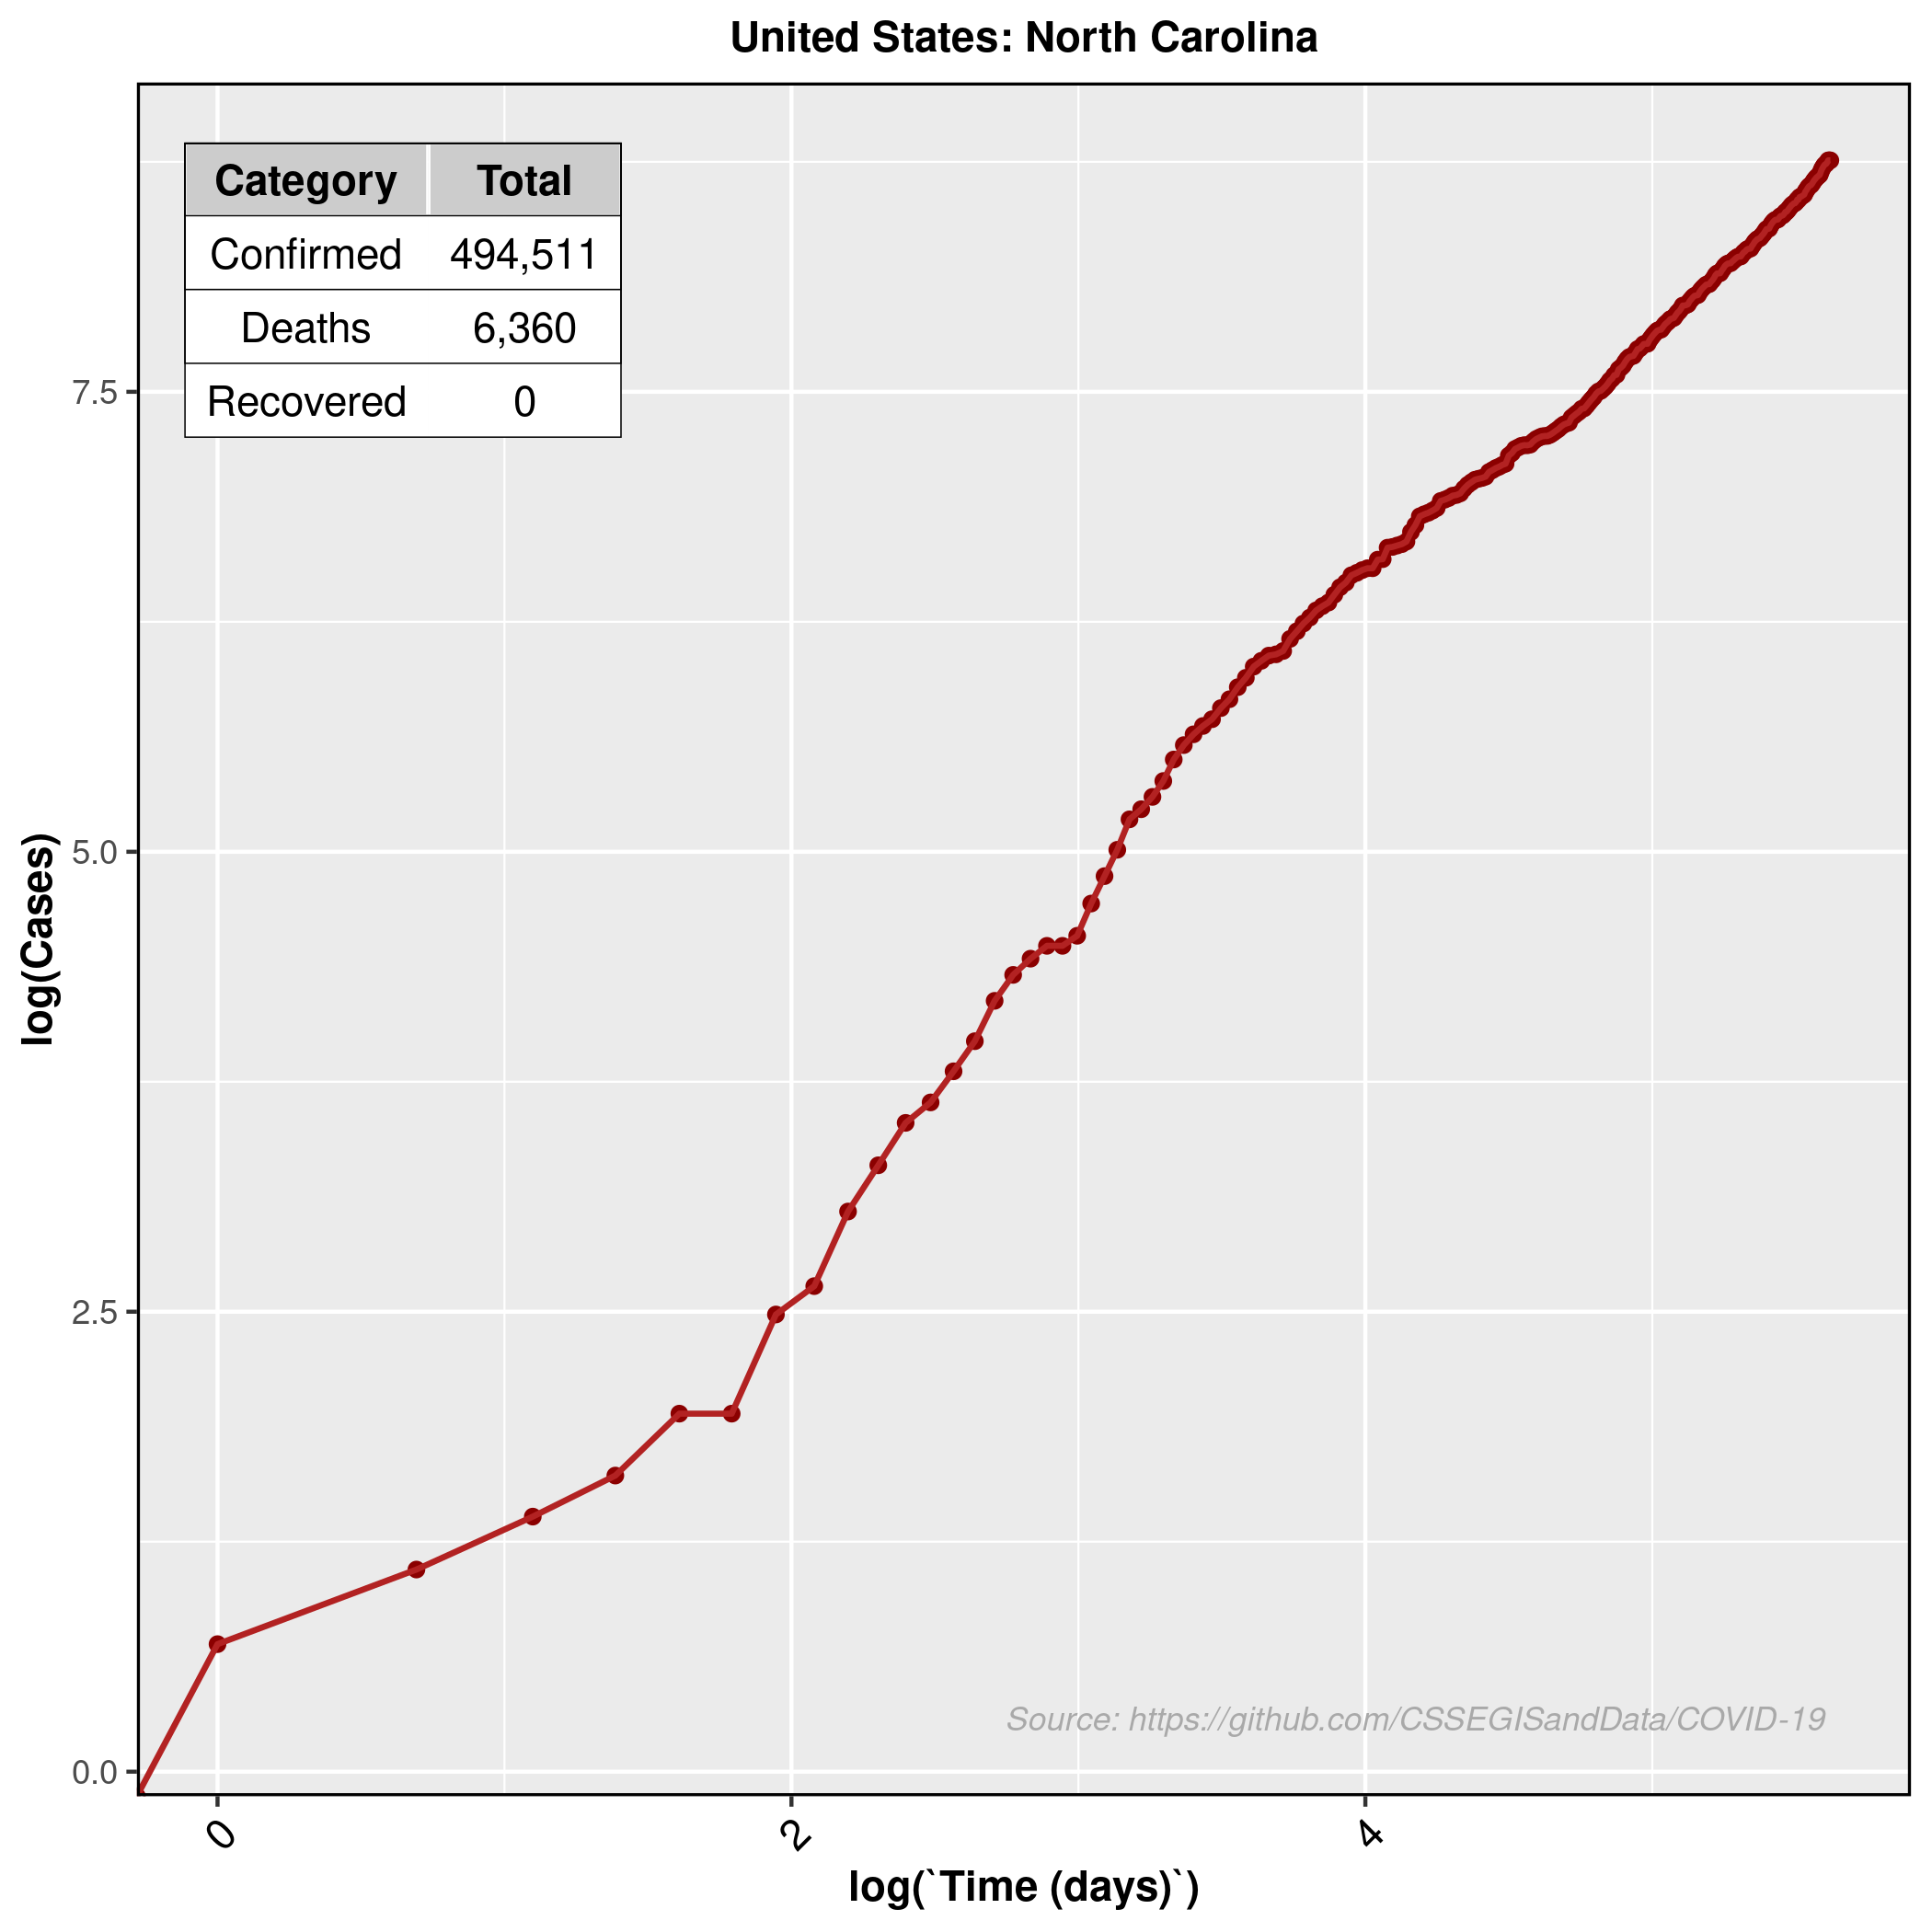 United States: North Carolina
Category Total
Confirmed 494,511
Deaths 6,360
Recovered 0
7.5
5.0
2.5
0.0
log(Cases)
Source: https://github.com/CSSEGISandData/COVID-19
0 2 4
log(`Time (days)`)